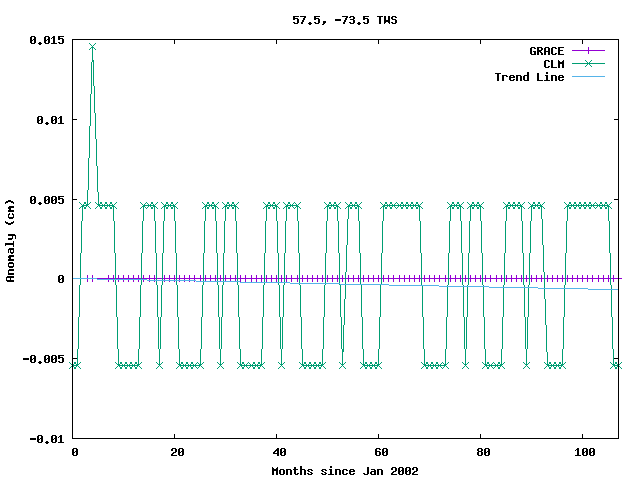 57.5, -73.5 TWS
GRACE
CLM
Trend Line
0.015
0.01
0.005
0
-0.005
-0.01
Anomaly (cm)
0 20 40 60 80 100
Months since Jan 2002